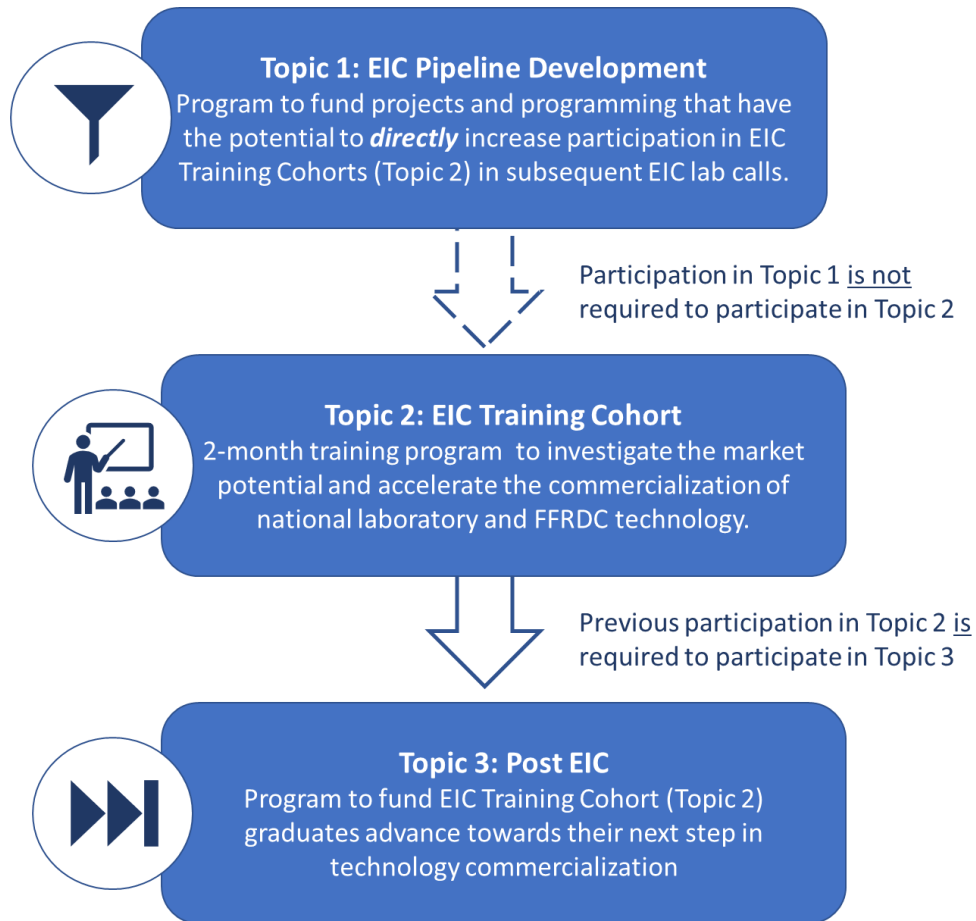 Topic 1: EIC Pipeline Development
Program to fund projects and programming that have
the potential to directly increase participation in EIC
Training Cohorts (Topic 2) in subsequent EIC lab calls.
Participation in Topic 1 is not
required to participate in Topic 2
Topic 2: EIC Training Cohort
2-month training program to investigate the market
potential and accelerate the commercialization of
national laboratory and FFRDC technology.
Previous participation in Topic 2 is
required to participate in Topic 3
Topic 3: Post EIC
Program to fund EIC Training Cohort (Topic 2)
graduates advance towards their next step in
technology commercialization